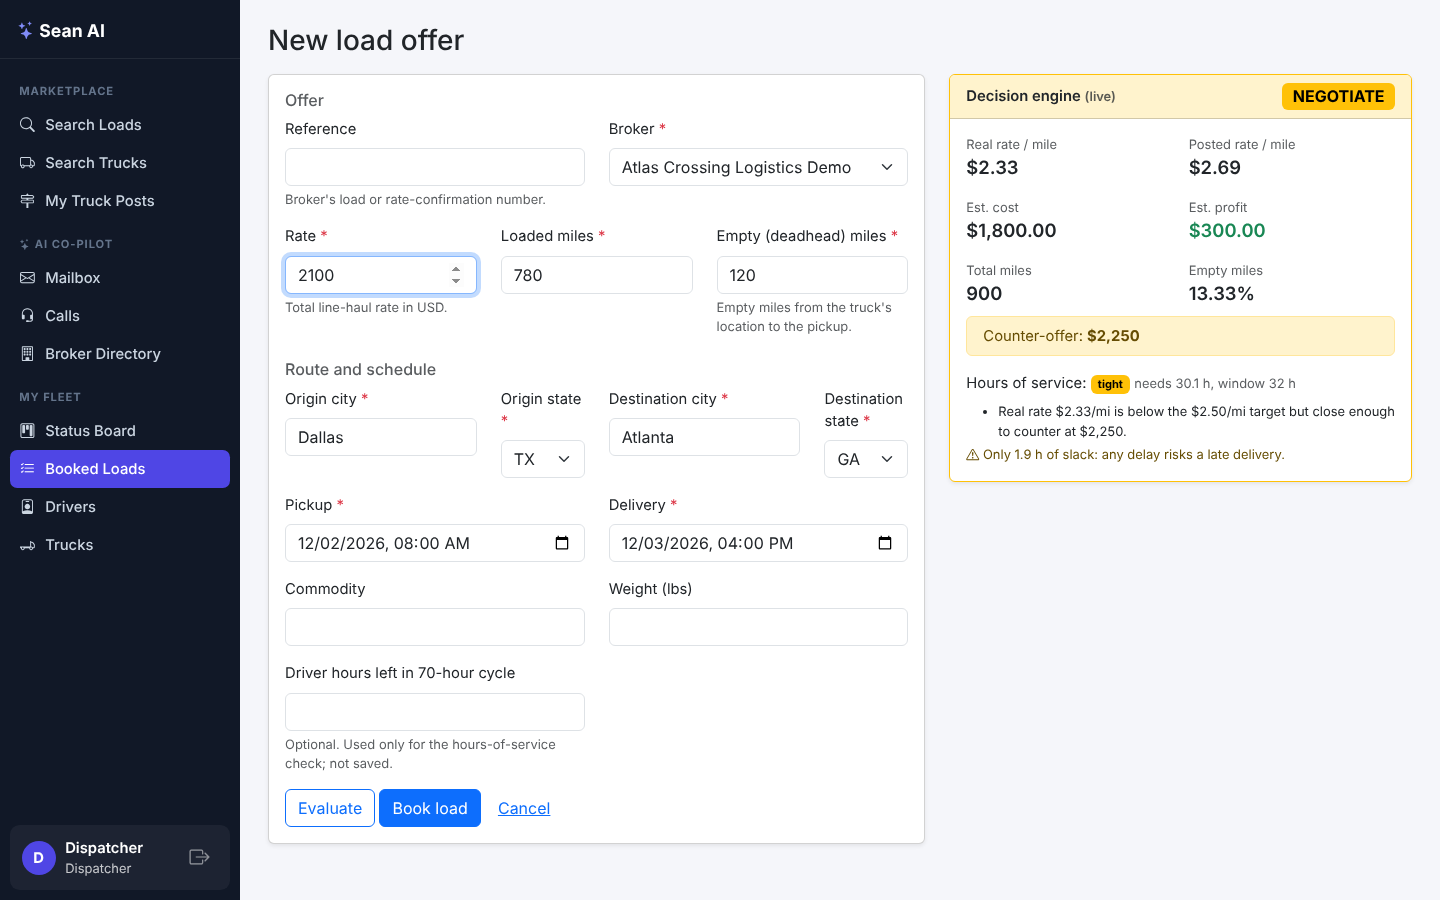 Sean AI
MARKETPLACE
Search Loads
Search Trucks
My Truck Posts
AI CO-PILOT
Mailbox
Calls
Broker Directory
MY FLEET
Status Board
Booked Loads
Drivers
Trucks
D
Dispatcher
Dispatcher
New load offer
Offer
Reference
Broker's load or rate-confirmation number.
Broker *
Atlas Crossing Logistics Demo
Rate *
2100
Total line-haul rate in USD.
Loaded miles *
780
Empty (deadhead) miles *
120
Empty miles from the truck's
location to the pickup.
Route and schedule
Origin city *
Dallas
Origin state
*
TX
Destination city *
Atlanta
Destination
state *
GA
Pickup *
12/02/2026, 08:00 AM
Delivery *
12/03/2026, 04:00 PM
Commodity
Weight (lbs)
Driver hours left in 70-hour cycle
Optional. Used only for the hours-of-service
check; not saved.
Evaluate
Book load
Cancel
Decision engine (live)
NEGOTIATE
Real rate / mile
$2.33
Posted rate / mile
$2.69
Est. cost
$1,800.00
Est. profit
$300.00
Total miles
900
Empty miles
13.33%
Counter-offer: $2,250
Hours of service: tight needs 30.1 h, window 32 h
• Real rate $2.33/mi is below the $2.50/mi target but close enough
to counter at $2,250.
⚠ Only 1.9 h of slack: any delay risks a late delivery.